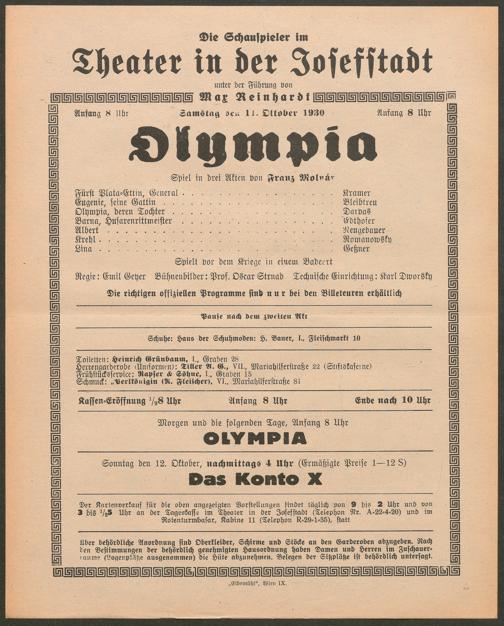 Die Schauspieler im
Theater in der Josefstadt
unter der Führung von
Max Reinhardt
Anfang 8 Uhr Samstag den 11. Oktober 1930 Anfang 8 Uhr
Olympia
Spiel in drei Akten von Franz Molnár
Fürst Plata-Ettin, General Kramer
Eugenie, seine Gattin Bleibtreu
Olympia, deren Tochter Darvas
Barna, Husarenrittmeister Edthofer
Albert Neugebauer
Krehl Romanowsky
Lina Geßner
Spielt vor dem Kriege in einem Badeort
Regie: Emil Geyer Bühnenbilder: Prof. Oscar Strnad Technische Einrichtung: Karl Dworsky
Die richtigen offiziellen Programme sind nur bei den Billeteuren erhältlich
Pause nach dem zweiten Akt
Schuhe: Haus der Schuhmoden: H. Bauer, I., Fleischmarkt 10
Toiletten: Heinrich Grünbaum, I., Graben 26
Herrengarderobe (Uniformen): Tiller A. G., VII., Mariahilferstraße 22 (Stiftskaserne)
Frühstückservice: Rasper & Söhne, I., Graben 15
Schmuck: „Perlkönigin (R. Fleischer), VI., Mariahilferstraße 81
Kassen-Eröffnung ½8 Uhr Anfang 8 Uhr Ende nach 10 Uhr
Morgen und die folgenden Tage, Anfang 8 Uhr
OLYMPIA
Sonntag den 12. Oktober, nachmittags 4 Uhr (Ermäßigte Preise 1—12 S)
Das Konto X
Der Kartenverkauf für die oben angezeigten Vorstellungen findet täglich von 9 bis 2 Uhr und von
3 bis ½5 Uhr an der Tageskasse im Theater in der Josefstadt (Telephon Nr. A-22-4-20) und im
Rotenturmbasar, Kabine 11 (Telephon R-29-1-35), statt
Über behördliche Anordnung sind Oberkleider, Schirme und Stöcke an den Garderoben abzugeben. Nach
den Bestimmungen der behördlich genehmigten Hausordnung haben Damen und Herren im Zuschauer-
raume (Logenplätze ausgenommen) die Hüte abzunehmen. Belegen der Sitzplätze ist behördlich untersagt.
„Elbemühl“, Wien IX.